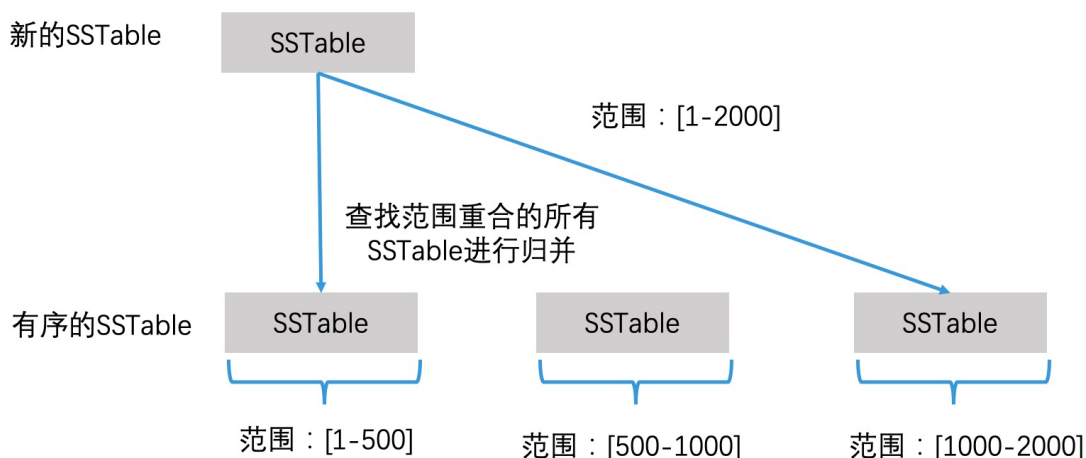 新的SSTable
SSTable
范围：[1-2000]
查找范围重合的所有
SSTable进行归并
有序的SSTable
SSTable
SSTable
SSTable
范围：[1-500]
范围：[500-1000]
范围：[1000-2000]